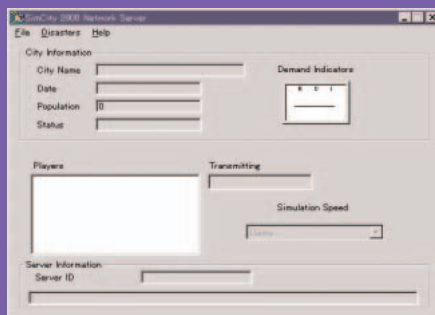 SimCity 2000 Network Server
File Disasters Help
City Information
City Name
Demand Indicators
Date
R D I
Population 0
Status
Players
Transmitting
Simulation Speed
Llama
Server Information
Server ID